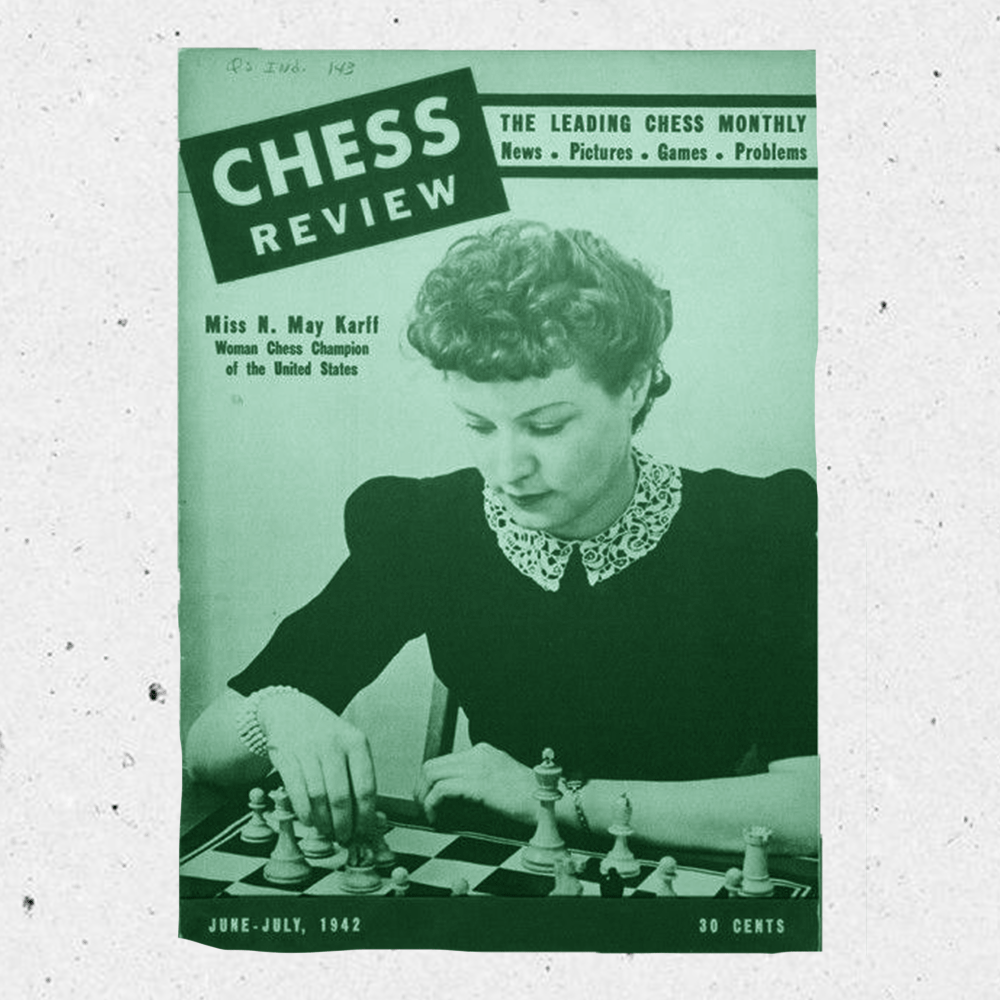 CHESS
REVIEW
THE LEADING CHESS MONTHLY
News • Pictures • Games • Problems
Miss N. May Karff
Woman Chess Champion
of the United States
JUNE-JULY, 1942
30 CENTS